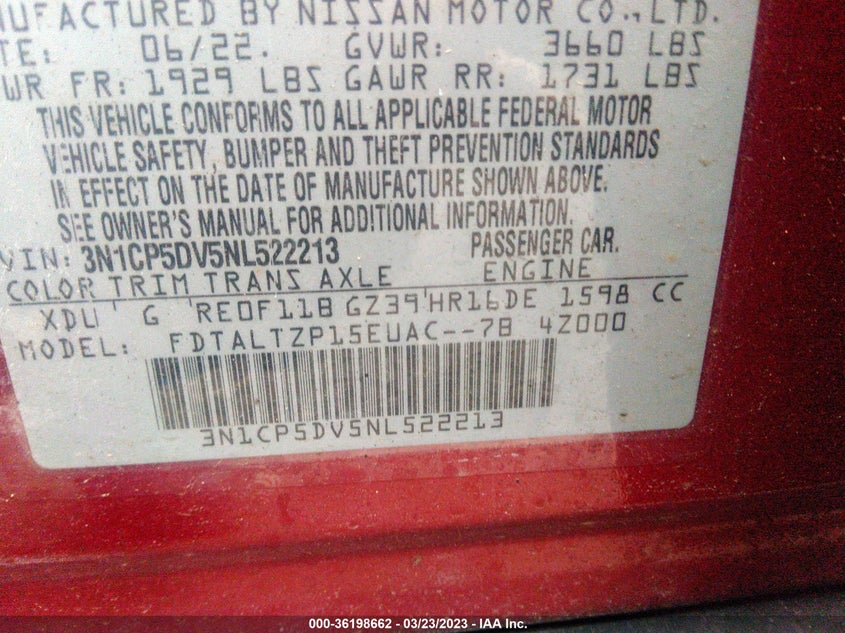 NUFACTURED BY NISSAN MOTOR CO., LTD.
TE: 06/22. GVWR: 3660 LBS
WR FR: 1929 LBS GAWR RR: 1731 LBS
THIS VEHICLE CONFORMS TO ALL APPLICABLE FEDERAL MOTOR
VEHICLE SAFETY, BUMPER AND THEFT PREVENTION STANDARDS
IN EFFECT ON THE DATE OF MANUFACTURE SHOWN ABOVE.
SEE OWNER'S MANUAL FOR ADDITIONAL INFORMATION.
VIN: 3N1CP5DV5NL522213 PASSENGER CAR.
COLOR TRIM TRANS AXLE ENGINE
XDU ' G ' RE0F11B GZ39 ' HR16DE 1598 CC
MODEL: FDTALTZP15EUAC--7B 4Z000
3N1CP5DV5NL522213
000-36198662 / 03/23/2023 - IAA Inc.